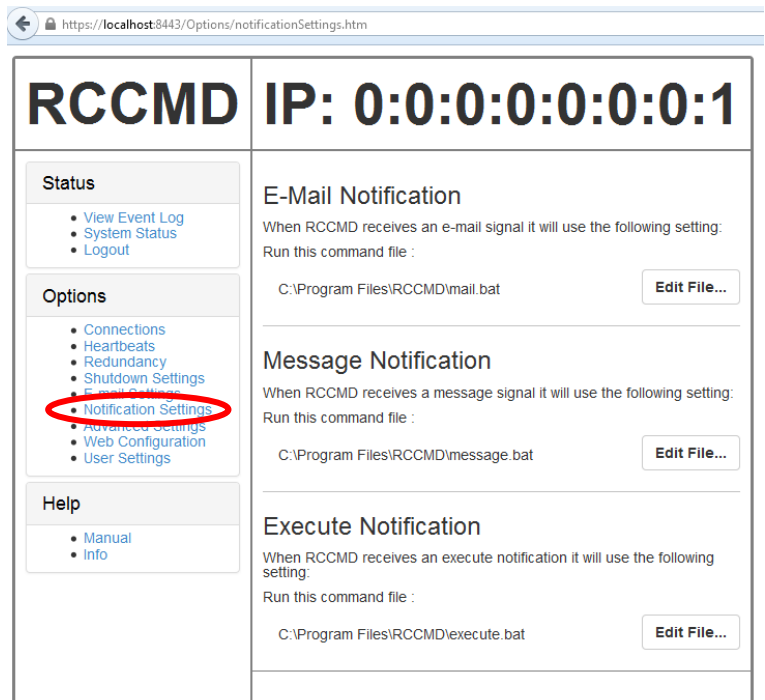 https://localhost:8443/Options/notificationSettings.htm
RCCMD
IP: 0:0:0:0:0:0:0:1
Status
View Event Log
System Status
Logout
Options
Connections
Heartbeats
Redundancy
Shutdown Settings
E-mail Settings
Notification Settings
Advanced Settings
Web Configuration
User Settings
Help
Manual
Info
E-Mail Notification
When RCCMD receives an e-mail signal it will use the following setting:
Run this command file :
C:\Program Files\RCCMD\mail.bat
Edit File...
Message Notification
When RCCMD receives a message signal it will use the following setting:
Run this command file :
C:\Program Files\RCCMD\message.bat
Edit File...
Execute Notification
When RCCMD receives an execute notification it will use the following
setting:
Run this command file :
C:\Program Files\RCCMD\execute.bat
Edit File...